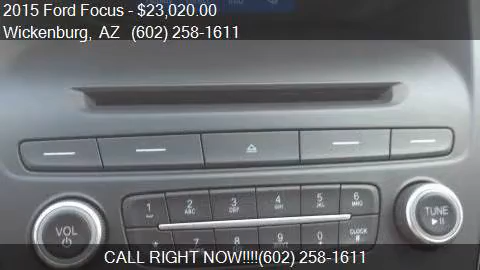 2015 Ford Focus - $23,020.00
Wickenburg, AZ (602) 258-1611
1 2 ABC 3 DEF 4 GHI 5 JKL 6 MNO
VOL
TUNE
* 7 8 9 0 # CLOCK
CALL RIGHT NOW!!!!(602) 258-1611